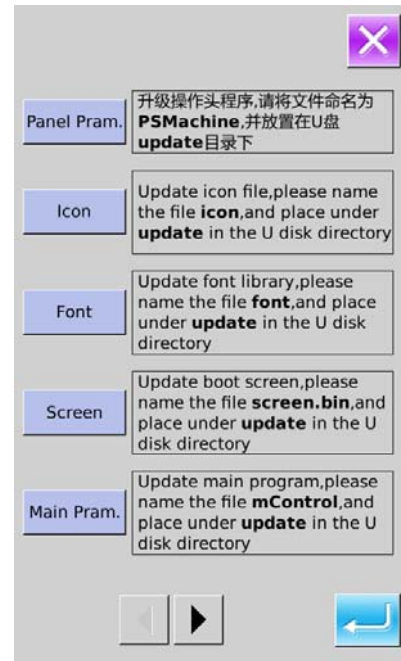 Panel Pram.
升级操作头程序,请将文件命名为
PSMachine,并放置在U盘
update目录下
Icon
Update icon file,please name
the file icon,and place under
update in the U disk directory
Font
Update font library,please
name the file font,and place
under update in the U disk
directory
Screen
Update boot screen,please
name the file screen.bin,and
place under update in the U
disk directory
Main Pram.
Update main program,please
name the file mControl,and
place under update in the U
disk directory